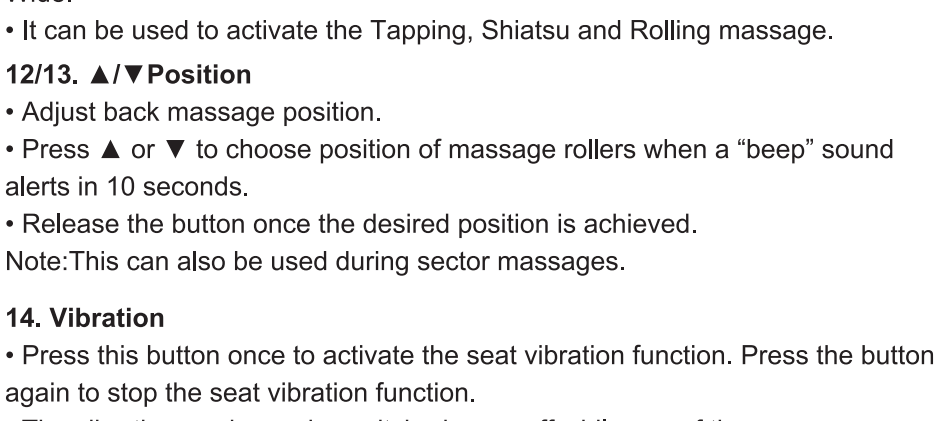 • It can be used to activate the Tapping, Shiatsu and Rolling massage.
12/13. ▲/▼Position
• Adjust back massage position.
• Press ▲ or ▼ to choose position of massage rollers when a “beep” sound
alerts in 10 seconds.
• Release the button once the desired position is achieved.
Note:This can also be used during sector massages.
14. Vibration
• Press this button once to activate the seat vibration function. Press the button
again to stop the seat vibration function.